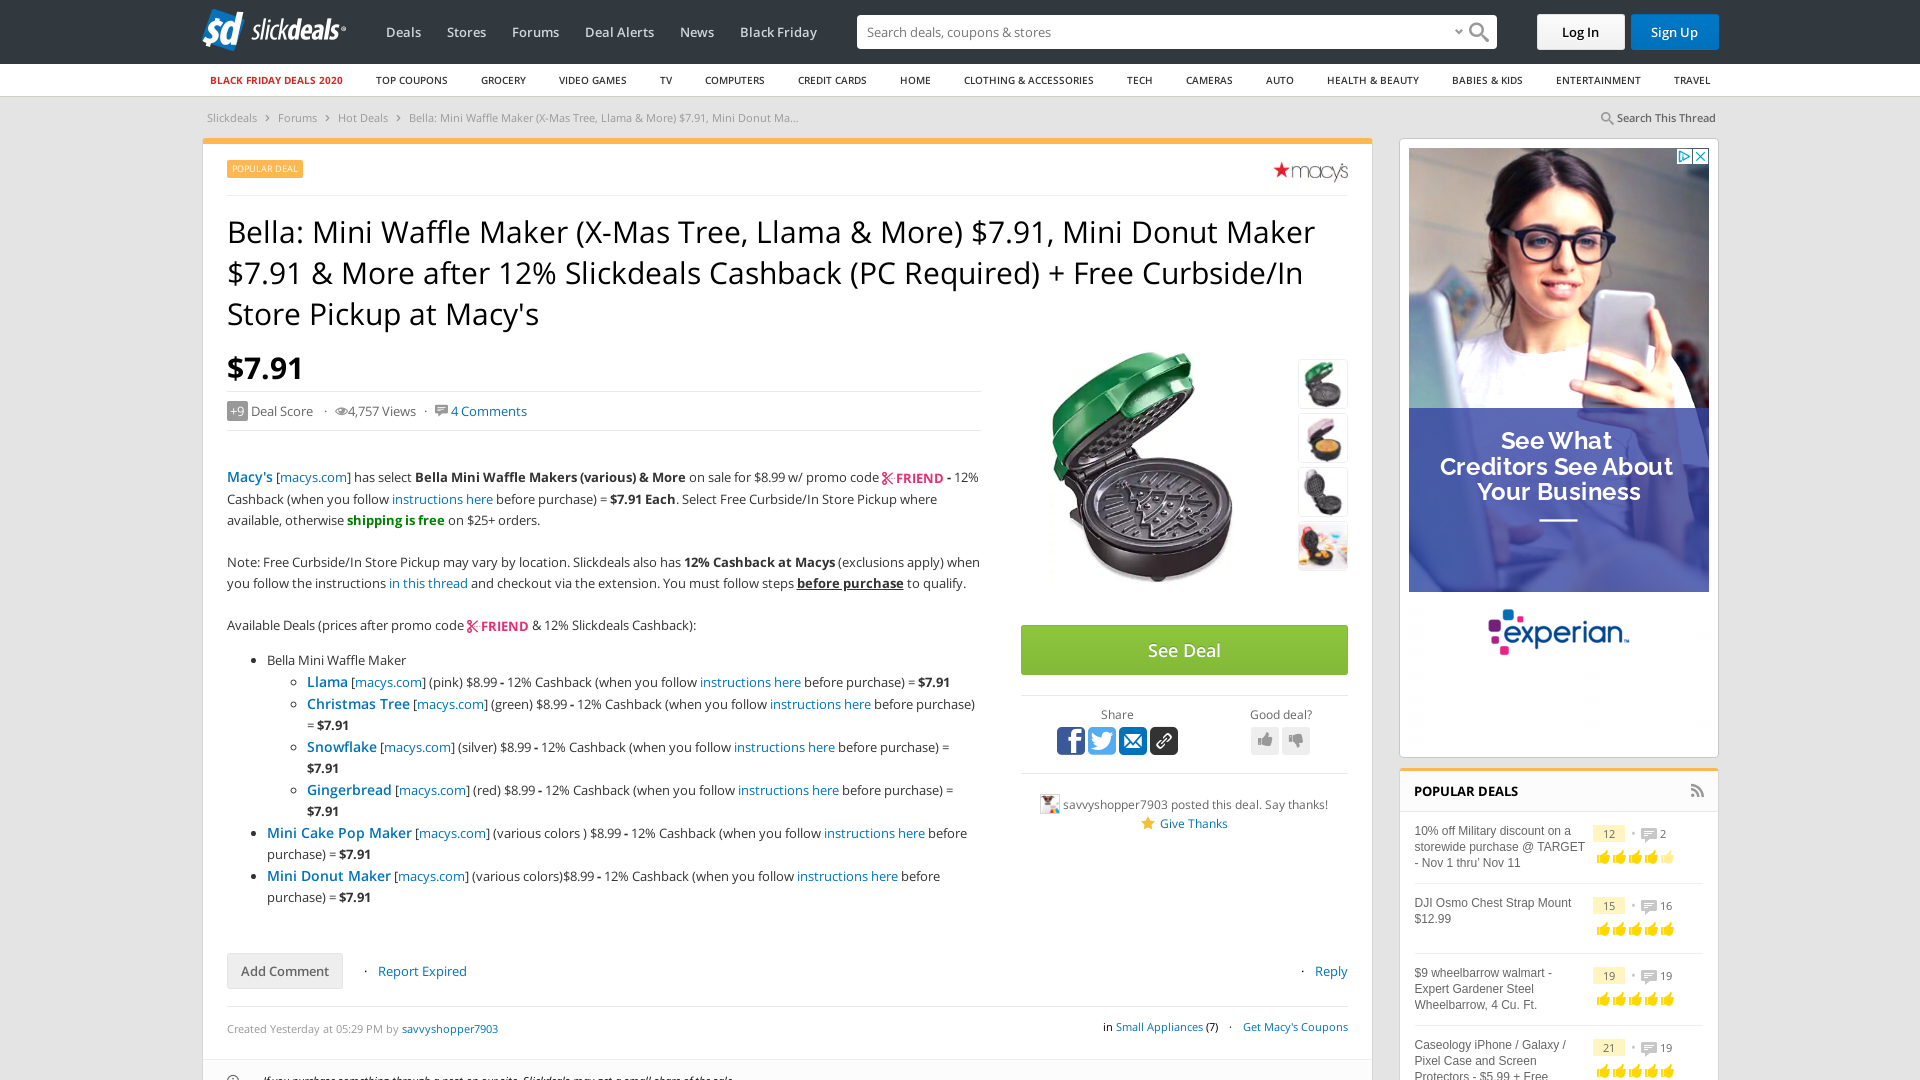 sd slickdeals
Deals Stores Forums Deal Alerts News Black Friday
Search deals, coupons & stores
Log In
Sign Up
BLACK FRIDAY DEALS 2020 TOP COUPONS GROCERY VIDEO GAMES TV COMPUTERS CREDIT CARDS HOME CLOTHING & ACCESSORIES TECH CAMERAS AUTO HEALTH & BEAUTY BABIES & KIDS ENTERTAINMENT TRAVEL
Slickdeals > Forums > Hot Deals > Bella: Mini Waffle Maker (X-Mas Tree, Llama & More) $7.91, Mini Donut Ma...
Search This Thread
POPULAR DEAL
macy's
Bella: Mini Waffle Maker (X-Mas Tree, Llama & More) $7.91, Mini Donut Maker
$7.91 & More after 12% Slickdeals Cashback (PC Required) + Free Curbside/In
Store Pickup at Macy's
$7.91
+9 Deal Score · 4,757 Views · 4 Comments
Macy's [macys.com] has select Bella Mini Waffle Makers (various) & More on sale for $8.99 w/ promo code FRIEND - 12%
Cashback (when you follow instructions here before purchase) = $7.91 Each. Select Free Curbside/In Store Pickup where
available, otherwise shipping is free on $25+ orders.
Note: Free Curbside/In Store Pickup may vary by location. Slickdeals also has 12% Cashback at Macys (exclusions apply) when
you follow the instructions in this thread and checkout via the extension. You must follow steps before purchase to qualify.
Available Deals (prices after promo code FRIEND & 12% Slickdeals Cashback):
Bella Mini Waffle Maker
Llama [macys.com] (pink) $8.99 - 12% Cashback (when you follow instructions here before purchase) = $7.91
Christmas Tree [macys.com] (green) $8.99 - 12% Cashback (when you follow instructions here before purchase)
= $7.91
Snowflake [macys.com] (silver) $8.99 - 12% Cashback (when you follow instructions here before purchase) =
$7.91
Gingerbread [macys.com] (red) $8.99 - 12% Cashback (when you follow instructions here before purchase) =
$7.91
Mini Cake Pop Maker [macys.com] (various colors ) $8.99 - 12% Cashback (when you follow instructions here before
purchase) = $7.91
Mini Donut Maker [macys.com] (various colors)$8.99 - 12% Cashback (when you follow instructions here before
purchase) = $7.91
See Deal
Share
Good deal?
savvyshopper7903 posted this deal. Say thanks!
Give Thanks
Add Comment · Report Expired
· Reply
Created Yesterday at 05:29 PM by savvyshopper7903
in Small Appliances (7) · Get Macy's Coupons
If you purchase something through a post on our site, Slickdeals may get a small share of the sale.
See What
Creditors See About
Your Business
experian
POPULAR DEALS
10% off Military discount on a
storewide purchase @ TARGET
- Nov 1 thru' Nov 11
12 · 2
DJI Osmo Chest Strap Mount
$12.99
15 · 16
$9 wheelbarrow walmart -
Expert Gardener Steel
Wheelbarrow, 4 Cu. Ft.
19 · 19
Caseology iPhone / Galaxy /
Pixel Case and Screen
Protectors - $5.99 + Free
21 · 19